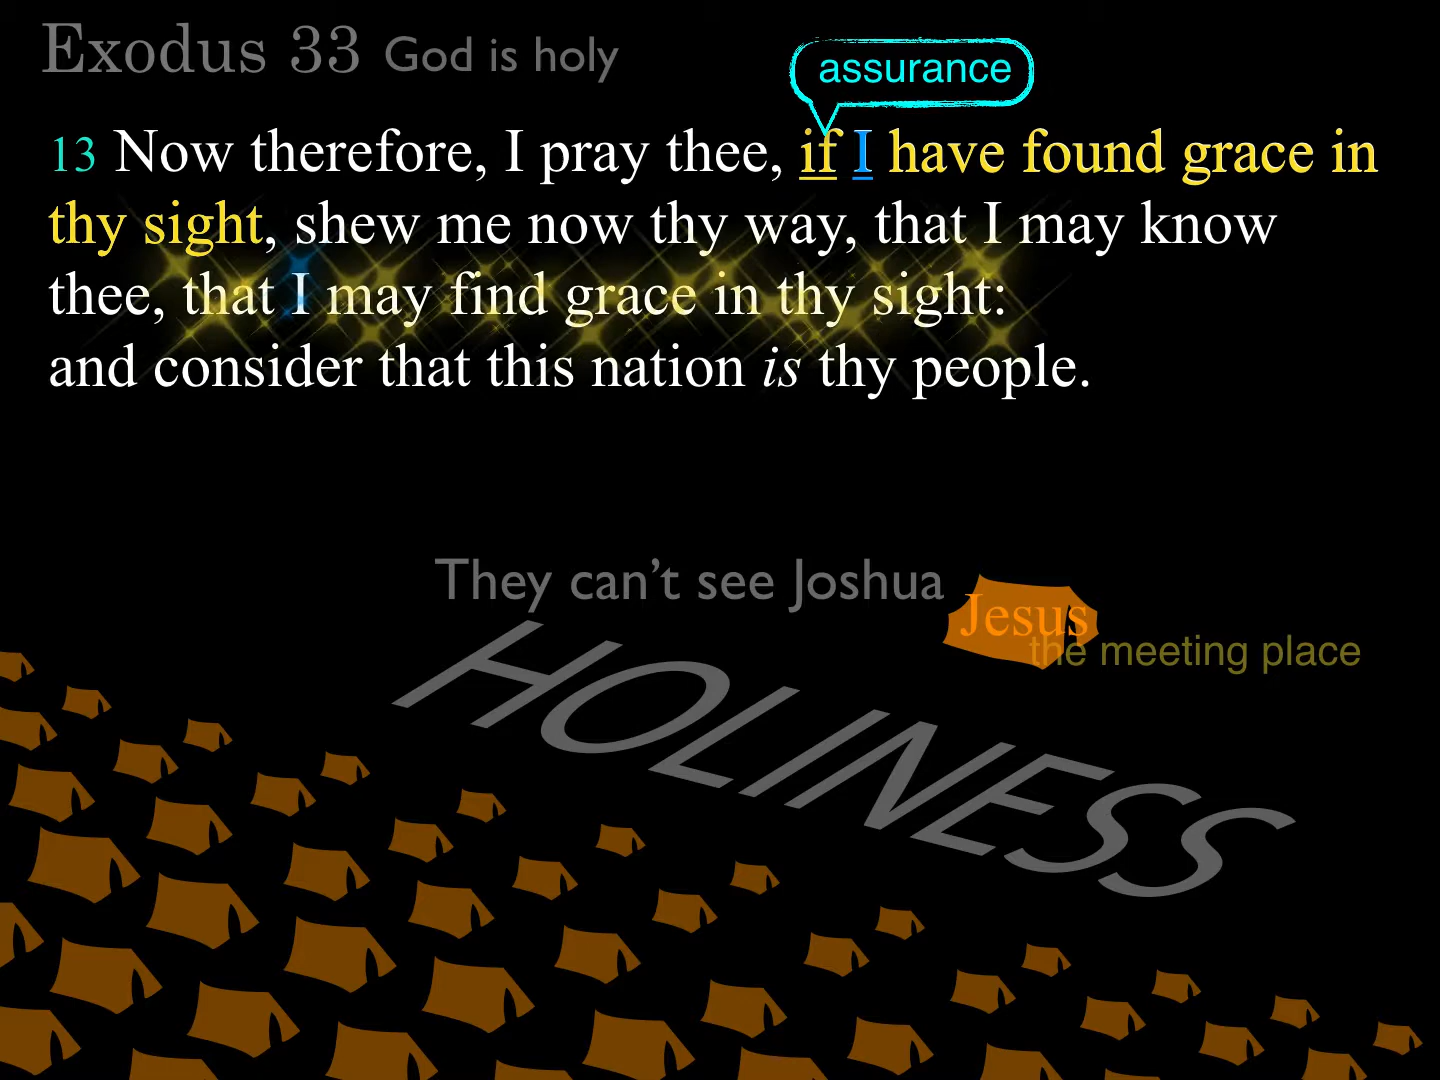 Exodus 33 God is holy
assurance
13 Now therefore, I pray thee, if I have found grace in
thy sight, shew me now thy way, that I may know
thee, that I may find grace in thy sight:
and consider that this nation is thy people.
They can’t see Joshua
Jesus
the meeting place
HOLINESS